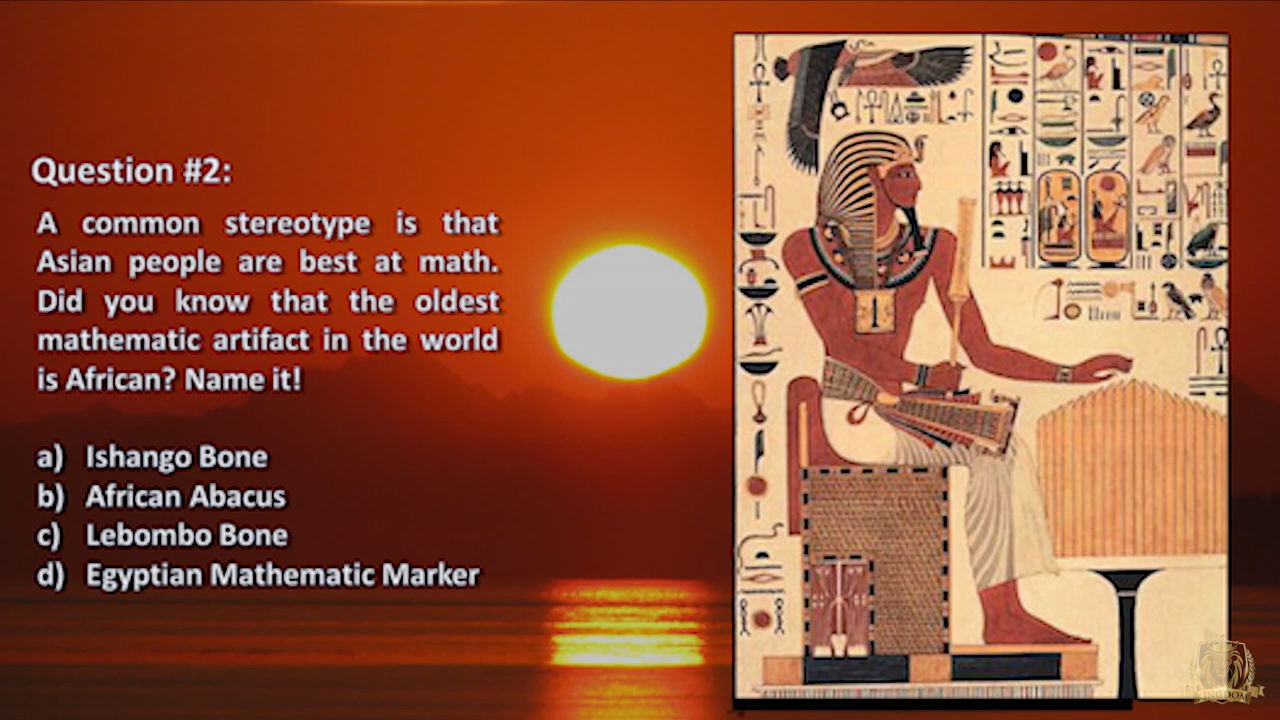 Question #2:
A common stereotype is that
Asian people are best at math.
Did you know that the oldest
mathematic artifact in the world
is African? Name it!
a) Ishango Bone
b) African Abacus
c) Lebombo Bone
d) Egyptian Mathematic Marker
KINGDOM